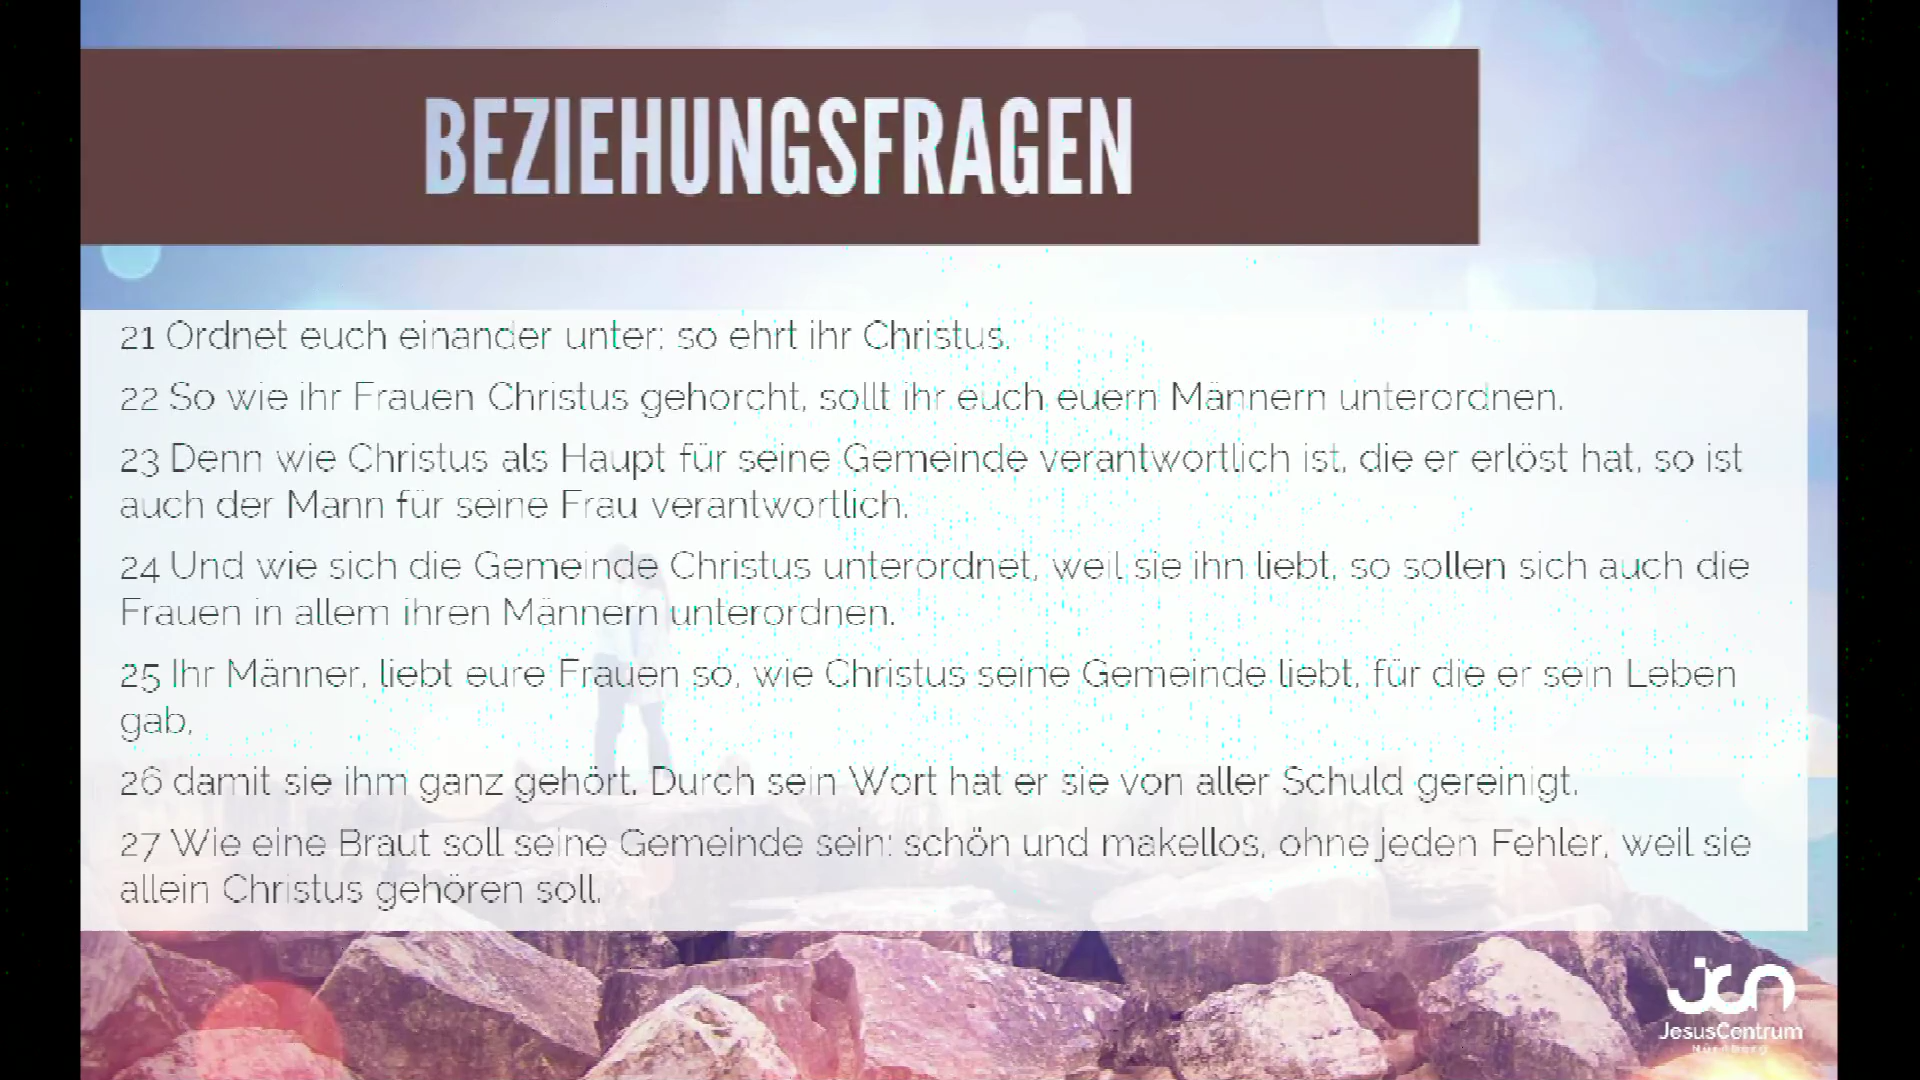 BEZIEHUNGSFRAGEN
21 Ordnet euch einander unter; so ehrt ihr Christus.
22 So wie ihr Frauen Christus gehorcht, sollt ihr euch euern Männern unterordnen.
23 Denn wie Christus als Haupt für seine Gemeinde verantwortlich ist, die er erlöst hat, so ist
auch der Mann für seine Frau verantwortlich.
24 Und wie sich die Gemeinde Christus unterordnet, weil sie ihn liebt, so sollen sich auch die
Frauen in allem ihren Männern unterordnen.
25 Ihr Männer, liebt eure Frauen so, wie Christus seine Gemeinde liebt, für die er sein Leben
gab,
26 damit sie ihm ganz gehört. Durch sein Wort hat er sie von aller Schuld gereinigt.
27 Wie eine Braut soll seine Gemeinde sein: schön und makellos, ohne jeden Fehler, weil sie
allein Christus gehören soll.
jcn
JesusCentrum
Nürnberg